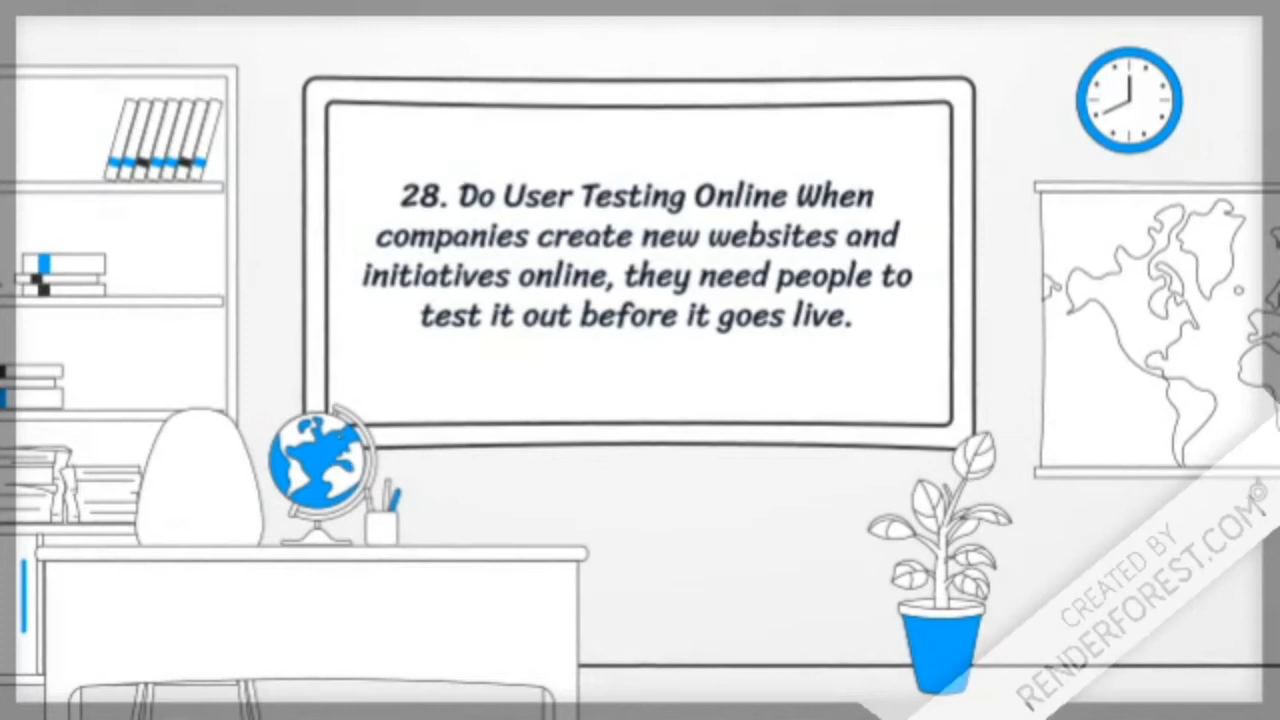 28. Do User Testing Online When
companies create new websites and
initiatives online, they need people to
test it out before it goes live.
CREATED BY
RENDERFOREST.COM